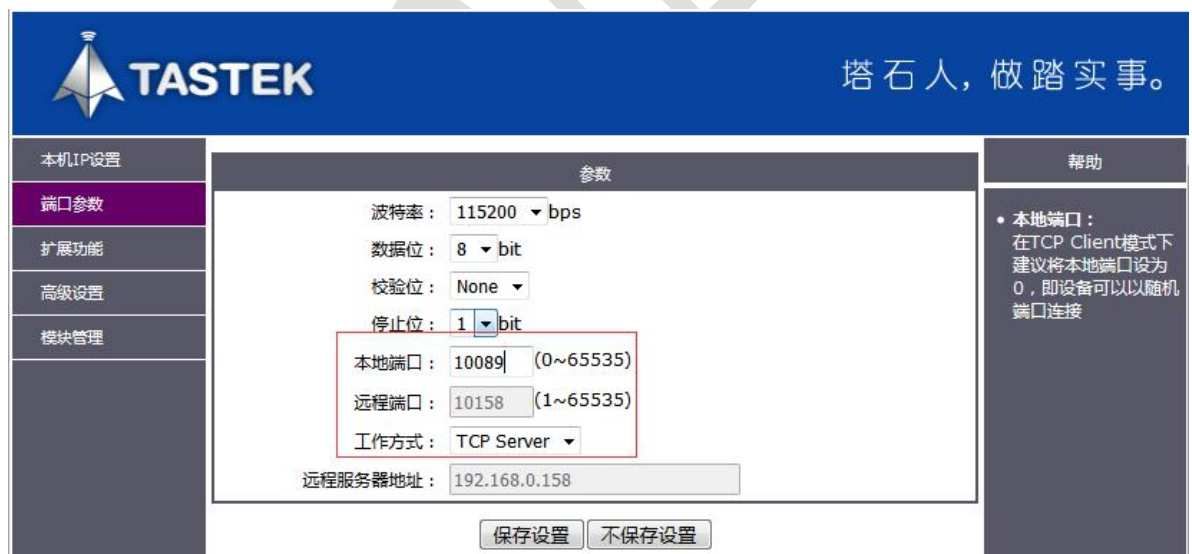 TASTEK
塔石人,做踏实事。
本机IP设置
端口参数
扩展功能
高级设置
模块管理
参数
波特率: 115200 bps
数据位: 8 bit
校验位: None
停止位: 1 bit
本地端口: 10089 (0~65535)
远程端口: 10158 (1~65535)
工作方式: TCP Server
远程服务器地址: 192.168.0.158
保存设置 不保存设置
帮助
• 本地端口:
在TCP Client模式下
建议将本地端口设为
0,即设备可以以随机
端口连接